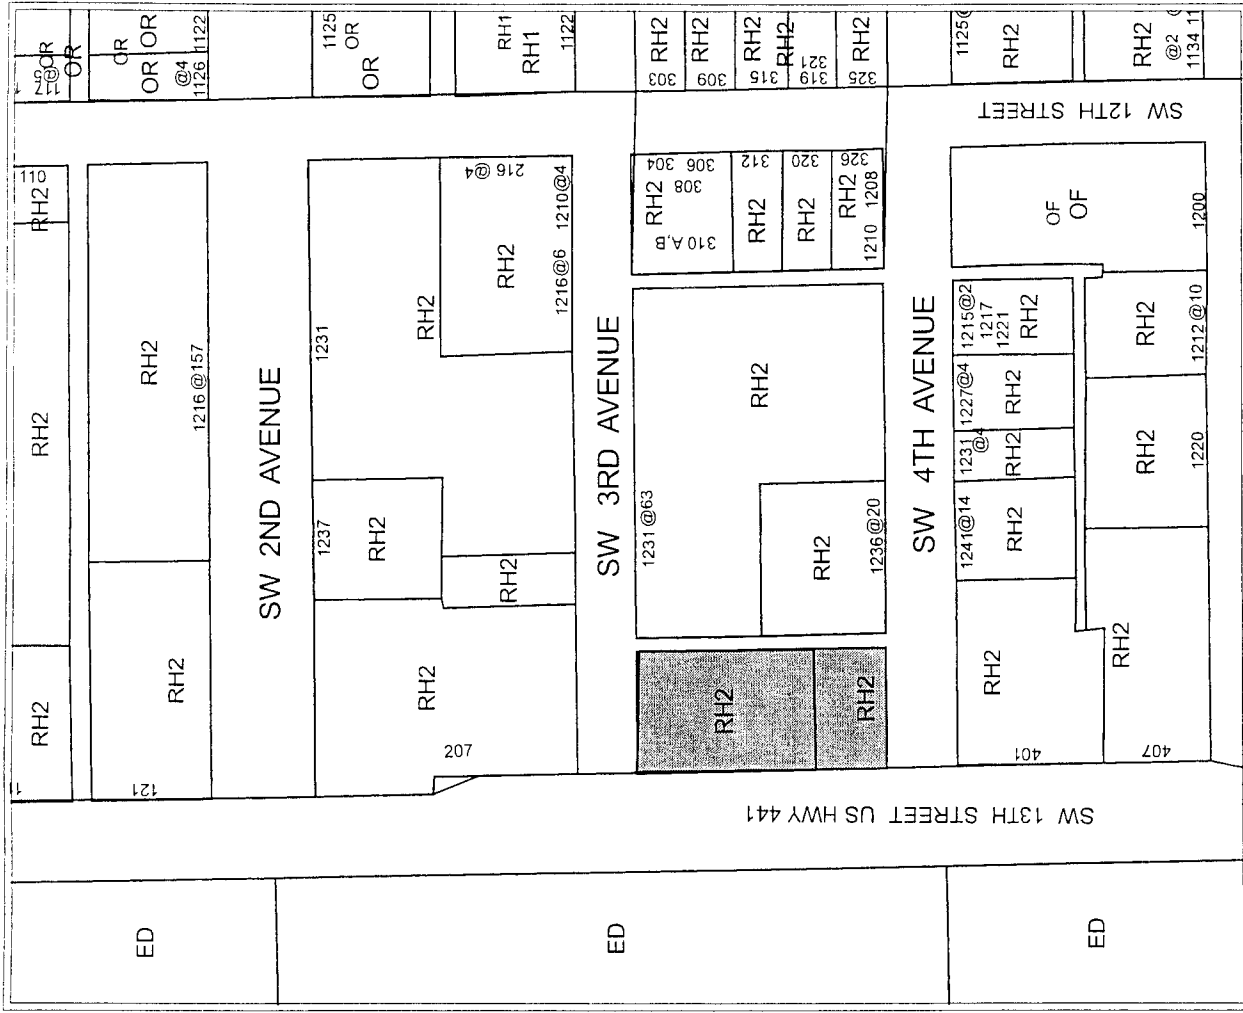 OR
OR
117
@5
OR
OR
OR
@4
1122
1126
1125
OR
OR
RH1
RH1
1122
RH2
303
RH2
309
RH2
315
RH2
321
319
RH2
325
1125@
RH2
RH2
@2
1134
11
SW 12TH STREET
110
RH2
RH2
RH2
RH2
1216 @157
RH2
121
SW 2ND AVENUE
1231
RH2
216 @4
1210@4
1216@6
RH2
1237
RH2
RH2
RH2
207
SW 3RD AVENUE
304
306
308
RH2
310 A,B
312
RH2
320
RH2
326
RH2
1208
1210
RH2
1231 @63
RH2
1236@20
RH2
RH2
SW 4TH AVENUE
OF
OF
1200
1215@2
1217
1221
RH2
1227@4
RH2
1231
@4
RH2
1241@14
RH2
RH2
401
RH2
1212 @10
RH2
1220
RH2
407
SW 13TH STREET US HWY 441
ED
ED
ED